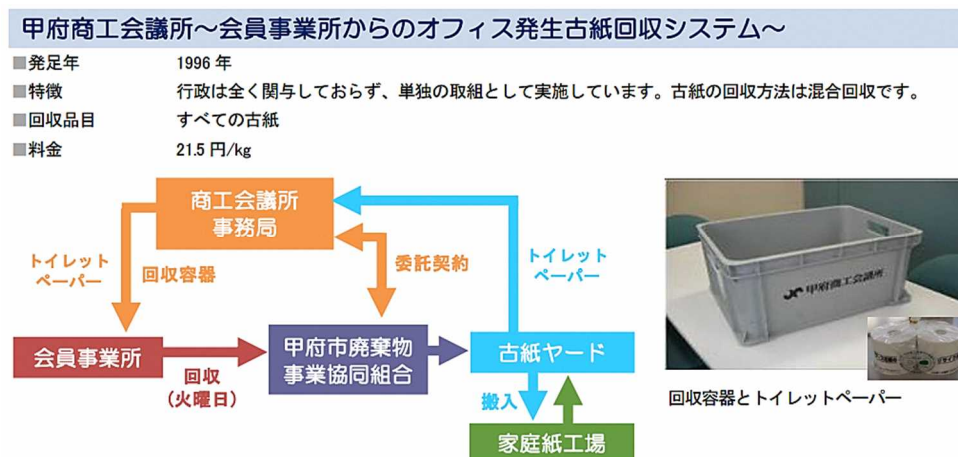 甲府商工会議所～会員事業所からのオフィス発生古紙回収システム～
■発足年 1996 年
■特徴 行政は全く関与しておらず、単独の取組として実施しています。古紙の回収方法は混合回収です。
■回収品目 すべての古紙
■料金 21.5 円/kg
商工会議所
事務局
トイレット
ペーパー
回収容器
委託契約
トイレット
ペーパー
会員事業所
回収
(火曜日)
甲府市廃棄物
事業協同組合
古紙ヤード
搬入
家庭紙工場
甲府商工会議所
回収容器とトイレットペーパー